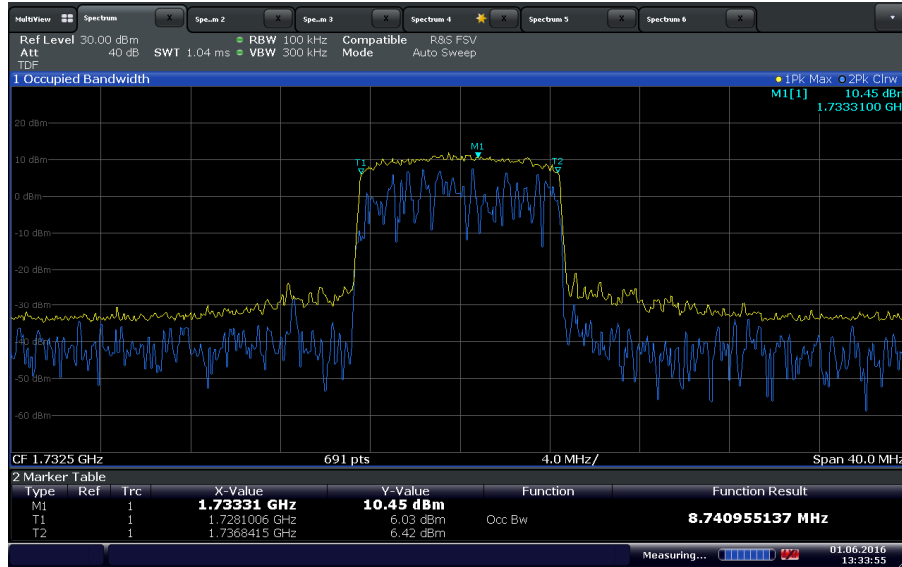 MultiView Spectrum X Spe...m 2 X Spe...m 3 X Spectrum 4 X Spectrum 5 X Spectrum 6 X
Ref Level 30.00 dBm RBW 100 kHz Compatible R&S FSV
Att 40 dB SWT 1.04 ms VBW 300 kHz Mode Auto Sweep
TDF
1 Occupied Bandwidth 1Pk Max 2Pk Clrw
M1[1] 10.45 dBr
1.7333100 GH
20 dBm
M1
10 dBm
T1 T2
0 dBm
-10 dBm
-20 dBm
-30 dBm
-40 dBm
-50 dBm
-60 dBm
CF 1.7325 GHz 691 pts 4.0 MHz/ Span 40.0 MHz
2 Marker Table
Type Ref Trc X-Value Y-Value Function Function Result
M1 1 1.73331 GHz 10.45 dBm
T1 1 1.7281006 GHz 6.03 dBm Occ Bw 8.740955137 MHz
T2 1 1.7368415 GHz 6.42 dBm
Measuring... 01.06.2016
13:33:55